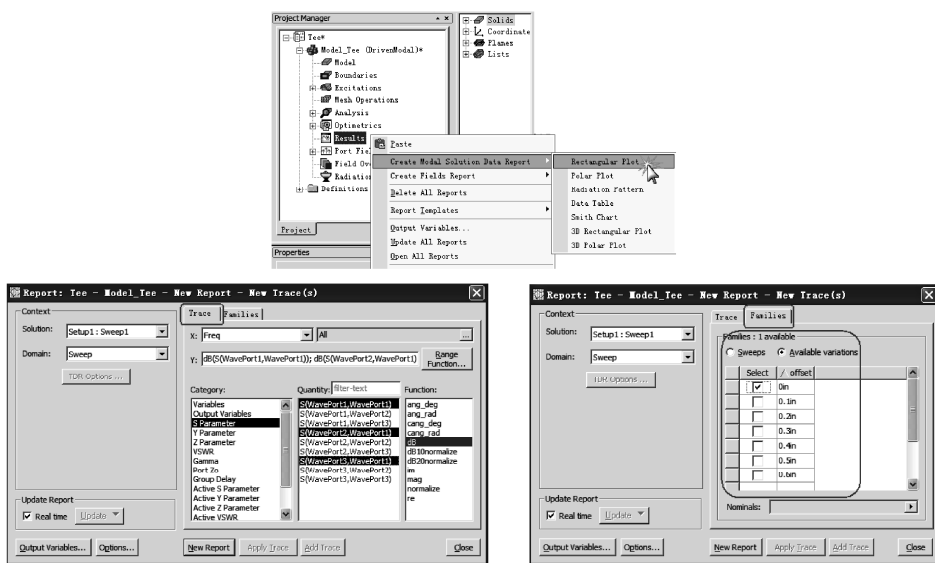 Project Manager
Tee*
Model_Tee (DrivenModal)*
Model
Boundaries
Excitations
Mesh Operations
Analysis
Optimetrics
Results
Port Fie
Field Ov
Radiation
Definitions
Project
Properties
Solids
Coordinate
Planes
Lists
Paste
Create Modal Solution Data Report
Create Fields Report
Delete All Reports
Report Templates
Output Variables...
Update All Reports
Open All Reports
Rectangular Plot
Polar Plot
Radiation Pattern
Data Table
Smith Chart
3D Rectangular Plot
3D Polar Plot
Report: Tee - Model_Tee - New Report - New Trace(s)
Context
Solution: Setup1 : Sweep1
Domain: Sweep
TDR Options ...
Update Report
Real time Update
Output Variables... Options...
Trace Families
X: Freq All ...
Y: dB(S(WavePort1,WavePort1)); dB(S(WavePort2,WavePort1) Range Function...
Category: Quantity: filter-text Function:
Variables
Output Variables
S Parameter
Y Parameter
Z Parameter
VSWR
Gamma
Port Zo
Group Delay
Active S Parameter
Active Y Parameter
Active Z Parameter
Active VSWR
S(WavePort1,WavePort1)
S(WavePort1,WavePort2)
S(WavePort1,WavePort3)
S(WavePort2,WavePort1)
S(WavePort2,WavePort2)
S(WavePort2,WavePort3)
S(WavePort3,WavePort1)
S(WavePort3,WavePort2)
S(WavePort3,WavePort3)
ang_deg
ang_rad
cang_deg
cang_rad
dB
dB10normalize
dB20normalize
im
mag
normalize
re
New Report Apply Trace Add Trace Close
Report: Tee - Model_Tee - New Report - New Trace(s)
Context
Solution: Setup1 : Sweep1
Domain: Sweep
TDR Options ...
Update Report
Real time Update
Output Variables... Options...
Trace Families
Families : 1 available
Sweeps Available variations
Select / offset
0in
0.1in
0.2in
0.3in
0.4in
0.5in
0.6in
Nominals:
New Report Apply Trace Add Trace Close